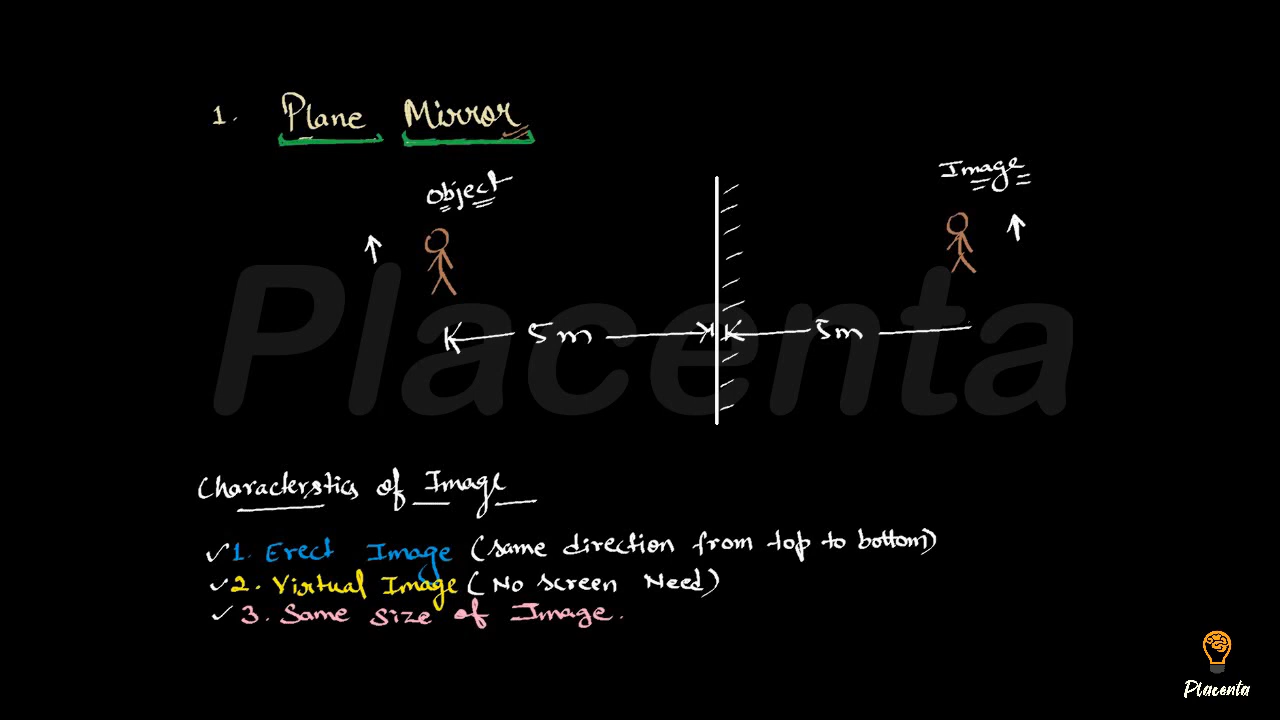 1. Plane Mirror
Object
Image
5m
5m
Placenta
Characterstics of Image
1. Erect Image (same direction from top to bottom)
2. Virtual Image (No screen Need)
3. Same size of Image.
Placenta